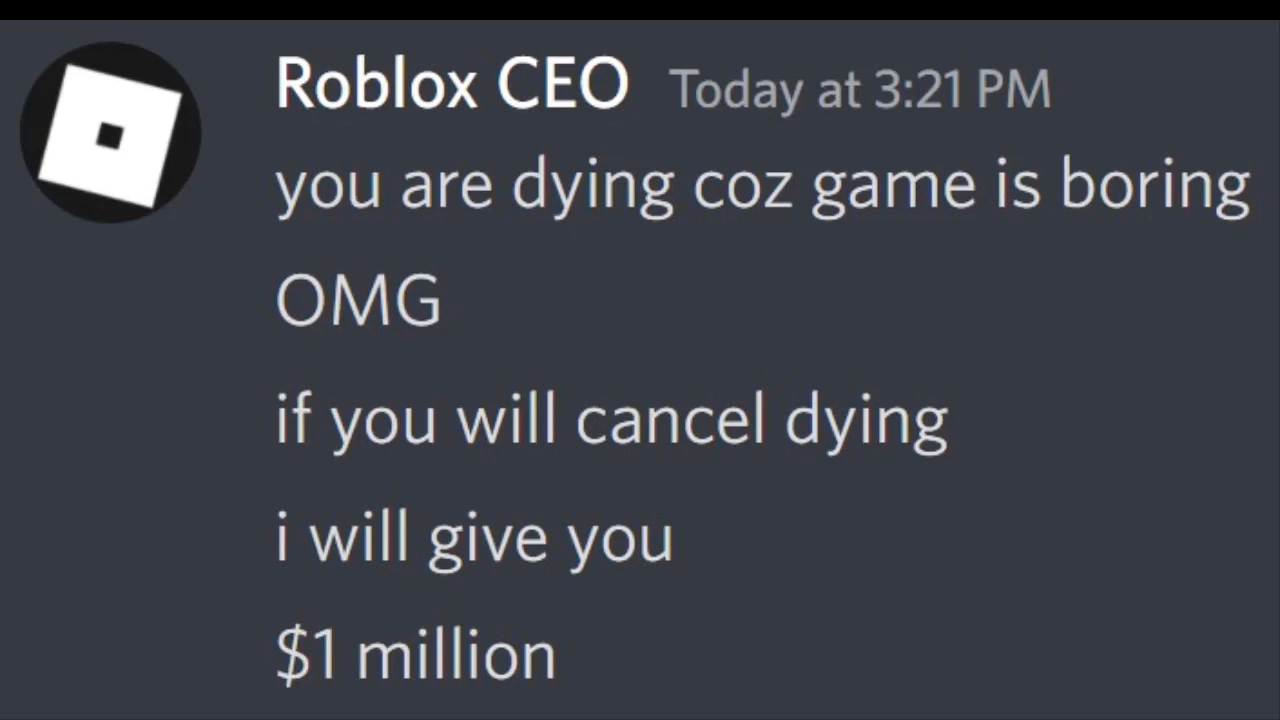 Roblox CEO Today at 3:21 PM
you are dying coz game is boring
OMG
if you will cancel dying
i will give you
$1 million